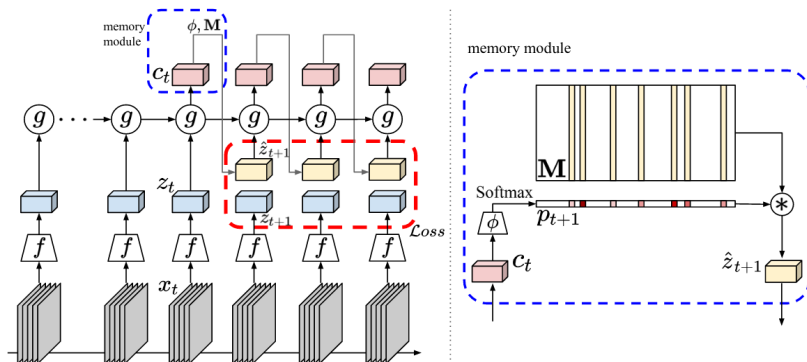 memory
module
ϕ, M
c_t
g ... g g g g g
ẑ_{t+1}
z_t
z_{t+1}
Loss
f f f f f f
x_t
memory module
M
Softmax
p_{t+1}
*
ϕ
c_t
ẑ_{t+1}